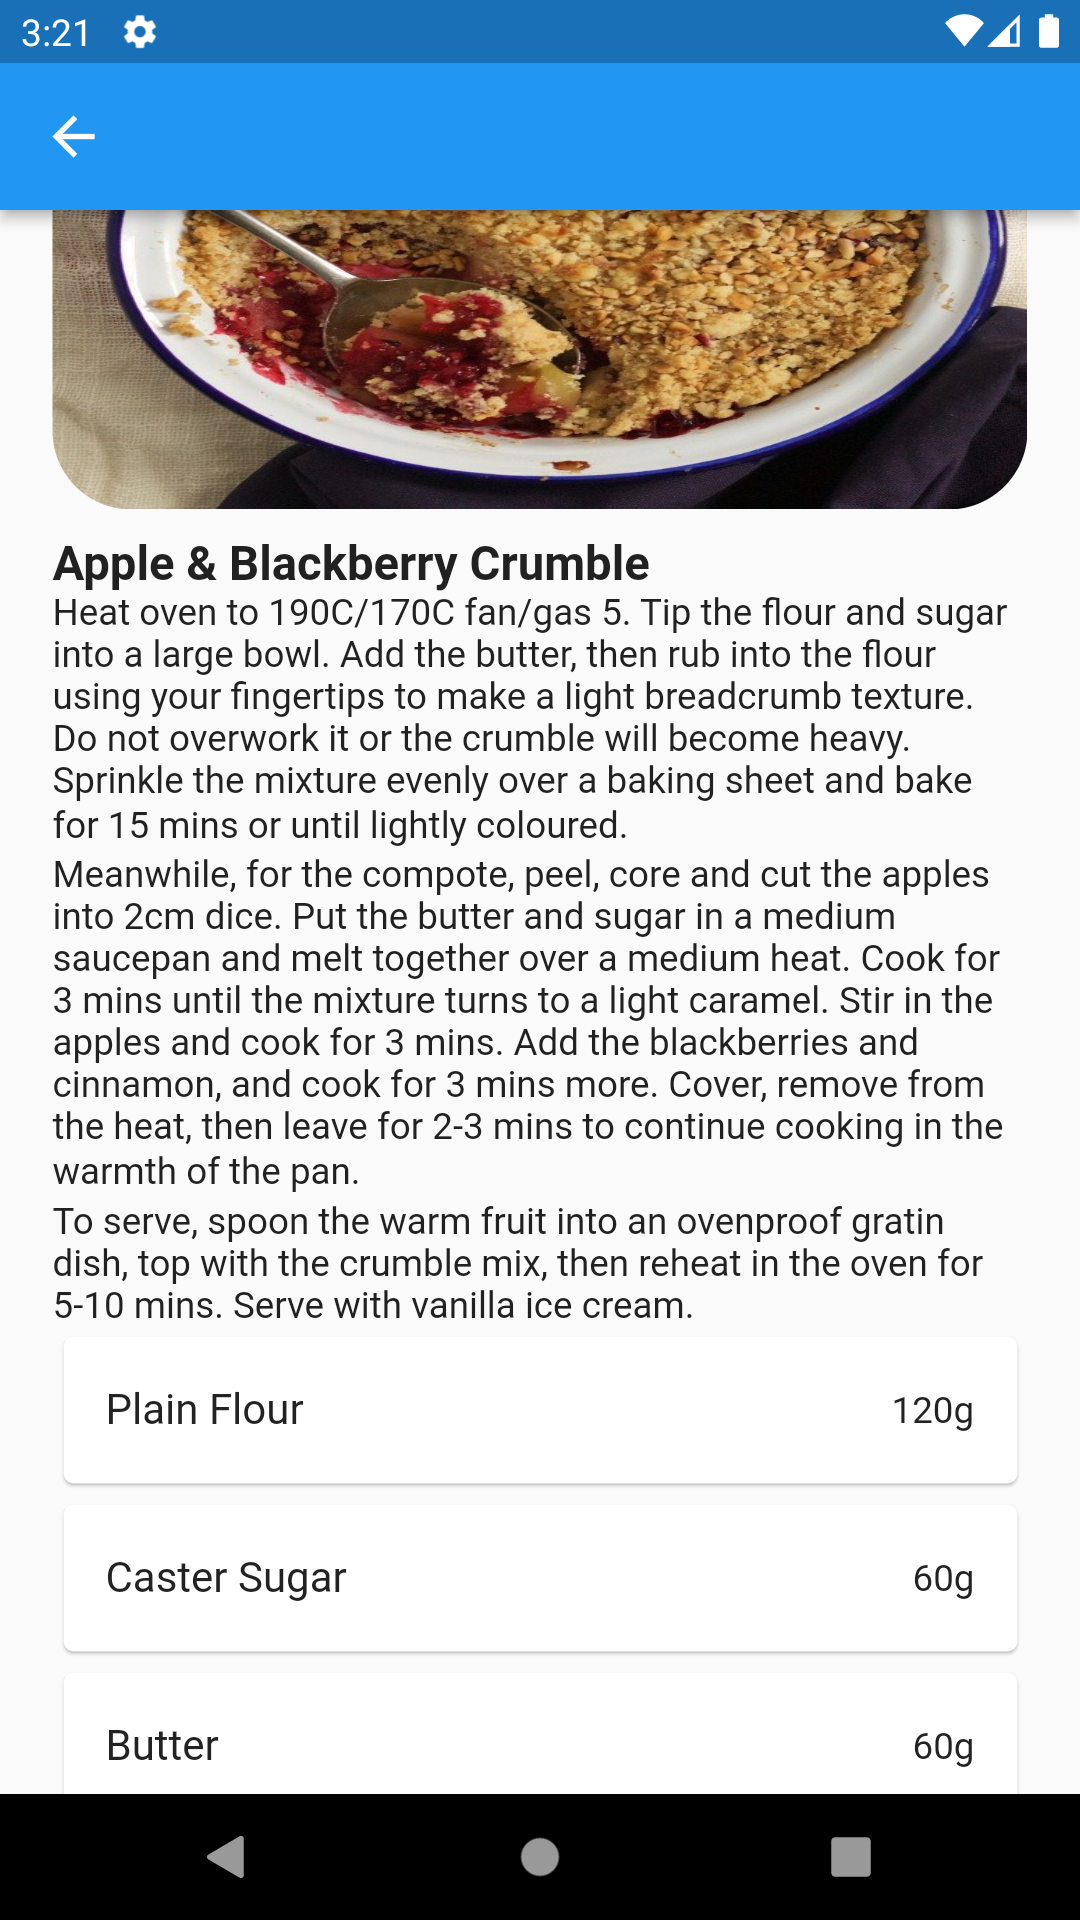 3:21
Apple & Blackberry Crumble
Heat oven to 190C/170C fan/gas 5. Tip the flour and sugar
into a large bowl. Add the butter, then rub into the flour
using your fingertips to make a light breadcrumb texture.
Do not overwork it or the crumble will become heavy.
Sprinkle the mixture evenly over a baking sheet and bake
for 15 mins or until lightly coloured.
Meanwhile, for the compote, peel, core and cut the apples
into 2cm dice. Put the butter and sugar in a medium
saucepan and melt together over a medium heat. Cook for
3 mins until the mixture turns to a light caramel. Stir in the
apples and cook for 3 mins. Add the blackberries and
cinnamon, and cook for 3 mins more. Cover, remove from
the heat, then leave for 2-3 mins to continue cooking in the
warmth of the pan.
To serve, spoon the warm fruit into an ovenproof gratin
dish, top with the crumble mix, then reheat in the oven for
5-10 mins. Serve with vanilla ice cream.
Plain Flour 120g
Caster Sugar 60g
Butter 60g